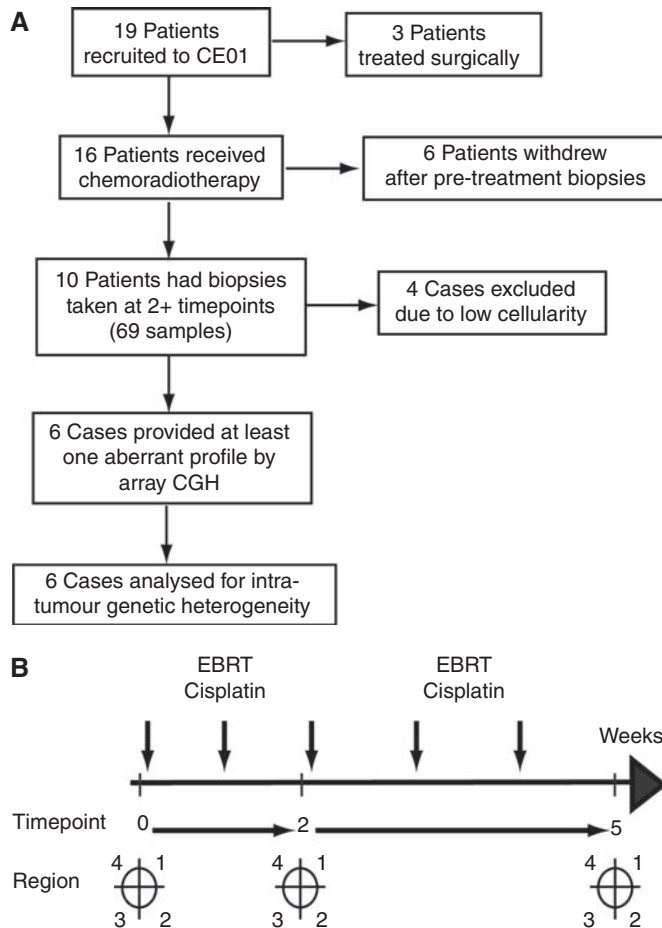 A
19 Patients
recruited to CE01
3 Patients
treated surgically
16 Patients received
chemoradiotherapy
6 Patients withdrew
after pre-treatment biopsies
10 Patients had biopsies
taken at 2+ timepoints
(69 samples)
4 Cases excluded
due to low cellularity
6 Cases provided at least
one aberrant profile by
array CGH
6 Cases analysed for intra-
tumour genetic heterogeneity
B
EBRT
Cisplatin
EBRT
Cisplatin
Weeks
Timepoint 0 2 5
Region
4 1 4 1 4 1
3 2 3 2 3 2